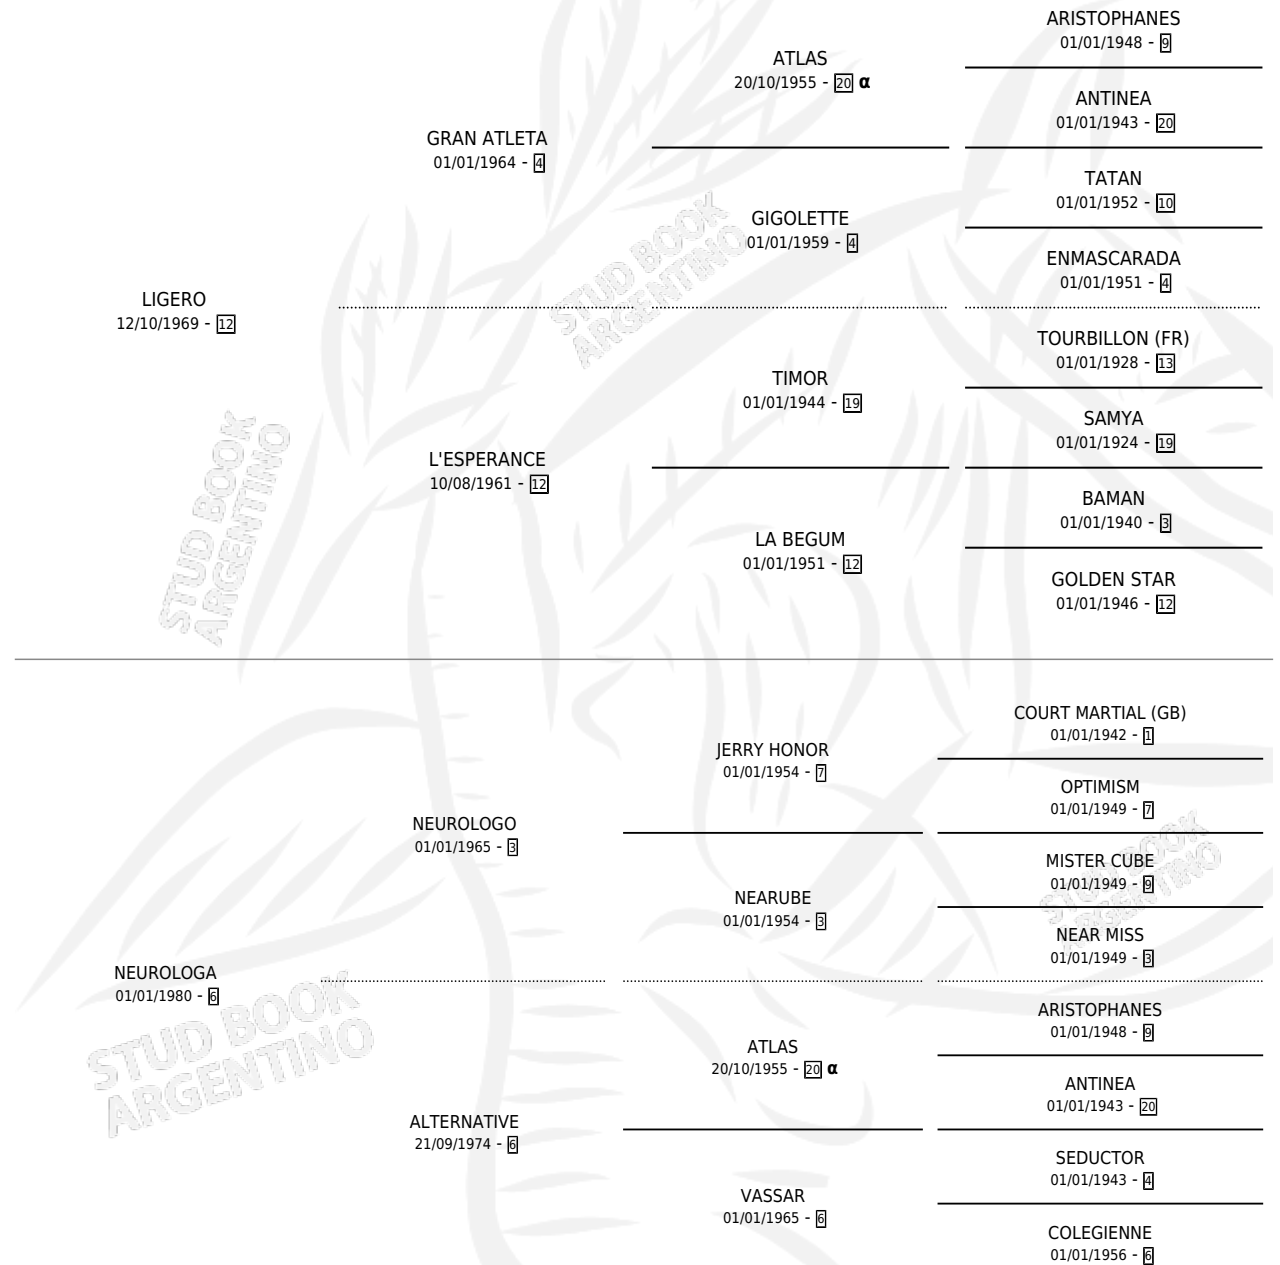 ARISTOPHANES
01/01/1948 - 9
ATLAS
20/10/1955 - 20 α
ANTINEA
01/01/1943 - 20
GRAN ATLETA
01/01/1964 - 4
TATAN
01/01/1952 - 10
GIGOLETTE
01/01/1959 - 4
ENMASCARADA
01/01/1951 - 4
LIGERO
12/10/1969 - 12
TOURBILLON (FR)
01/01/1928 - 13
TIMOR
01/01/1944 - 19
SAMYA
01/01/1924 - 19
L'ESPERANCE
10/08/1961 - 12
BAMAN
01/01/1940 - 3
LA BEGUM
01/01/1951 - 12
GOLDEN STAR
01/01/1946 - 12
STUD BOOK
ARGENTINO
STUD BOOK
ARGENTINO
COURT MARTIAL (GB)
01/01/1942 - 1
JERRY HONOR
01/01/1954 - 7
OPTIMISM
01/01/1949 - 7
NEUROLOGO
01/01/1965 - 3
MISTER CUBE
01/01/1949 - 9
NEARUBE
01/01/1954 - 3
NEAR MISS
01/01/1949 - 3
NEUROLOGA
01/01/1980 - 6
ARISTOPHANES
01/01/1948 - 9
ATLAS
20/10/1955 - 20 α
ANTINEA
01/01/1943 - 20
ALTERNATIVE
21/09/1974 - 6
SEDUCTOR
01/01/1943 - 4
VASSAR
01/01/1965 - 6
COLEGIENNE
01/01/1956 - 6
STUD BOOK
ARGENTINO
STUD BOOK
ARGENTINO